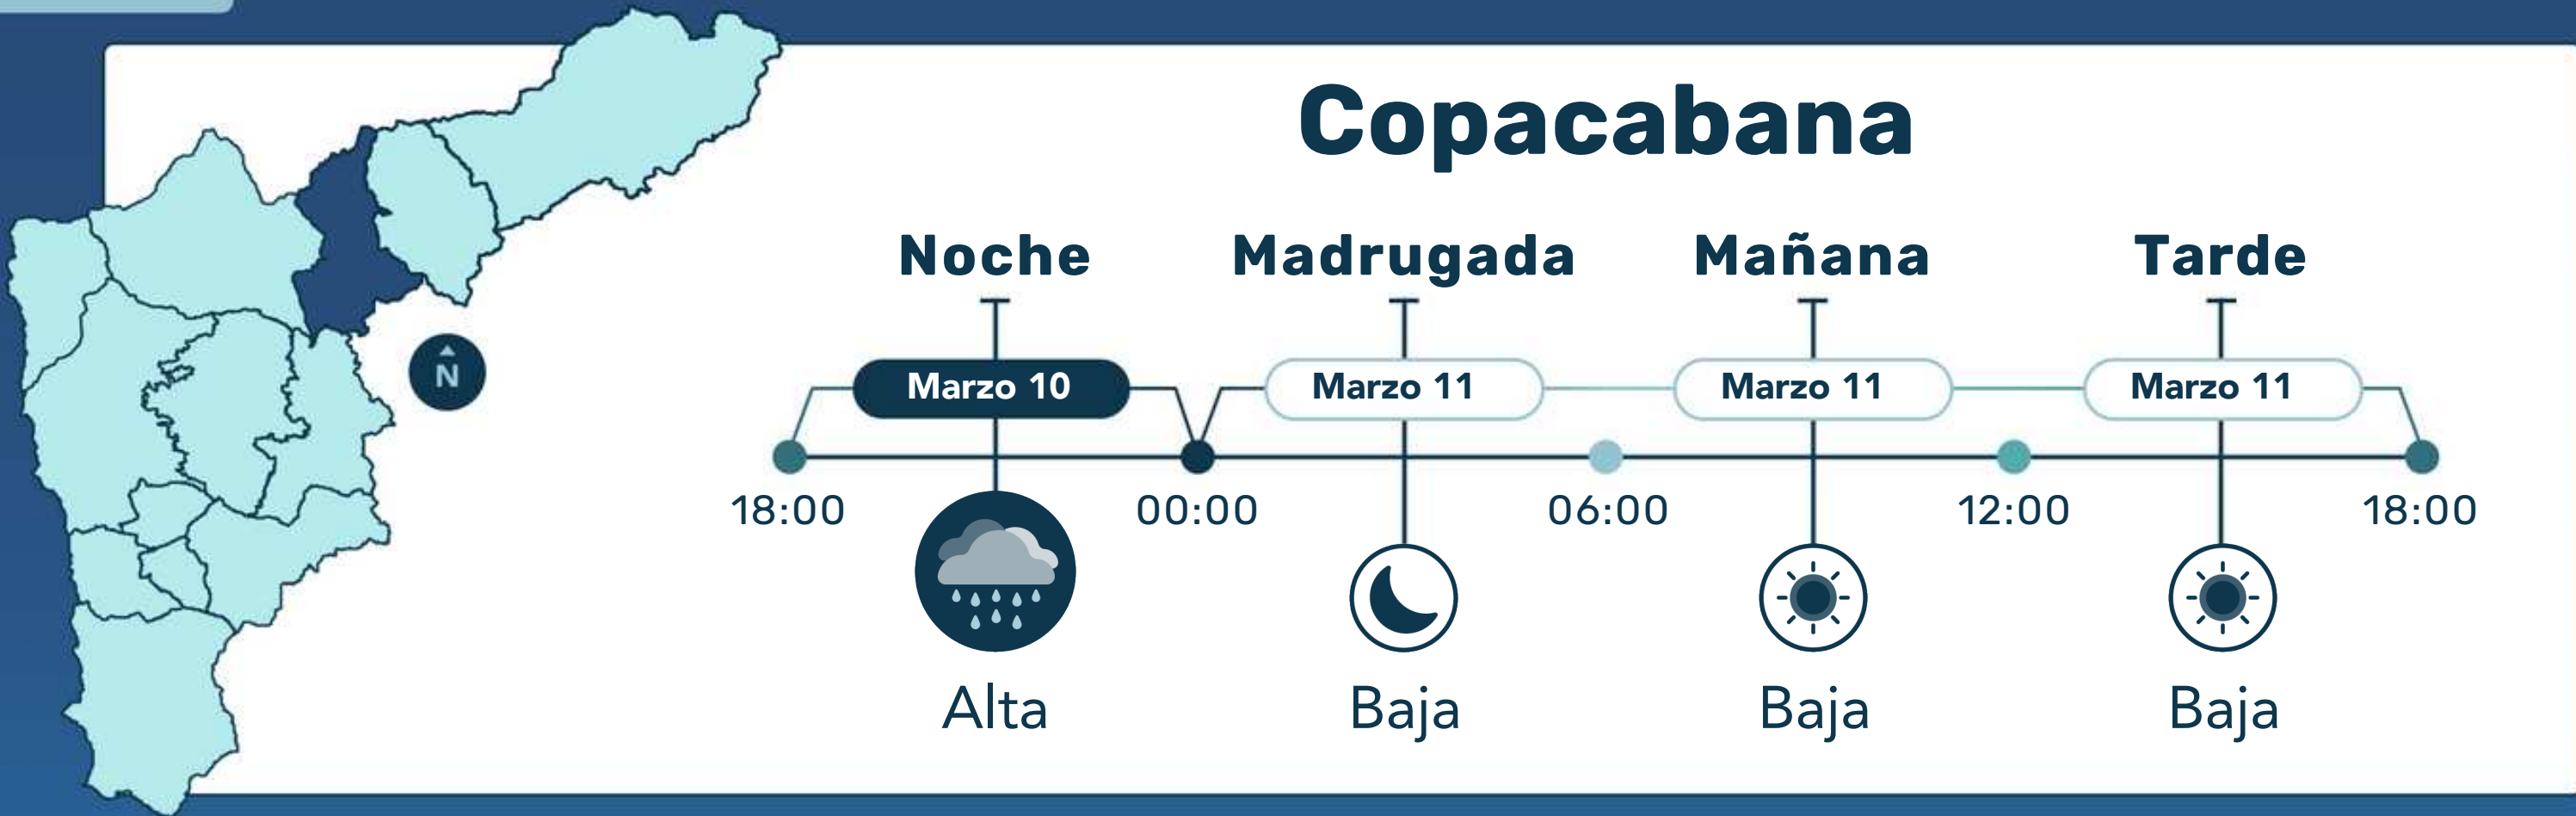 Copacabana
Noche Madrugada Mañana Tarde
Marzo 10 Marzo 11 Marzo 11 Marzo 11
N
18:00 00:00 06:00 12:00 18:00
Alta Baja Baja Baja